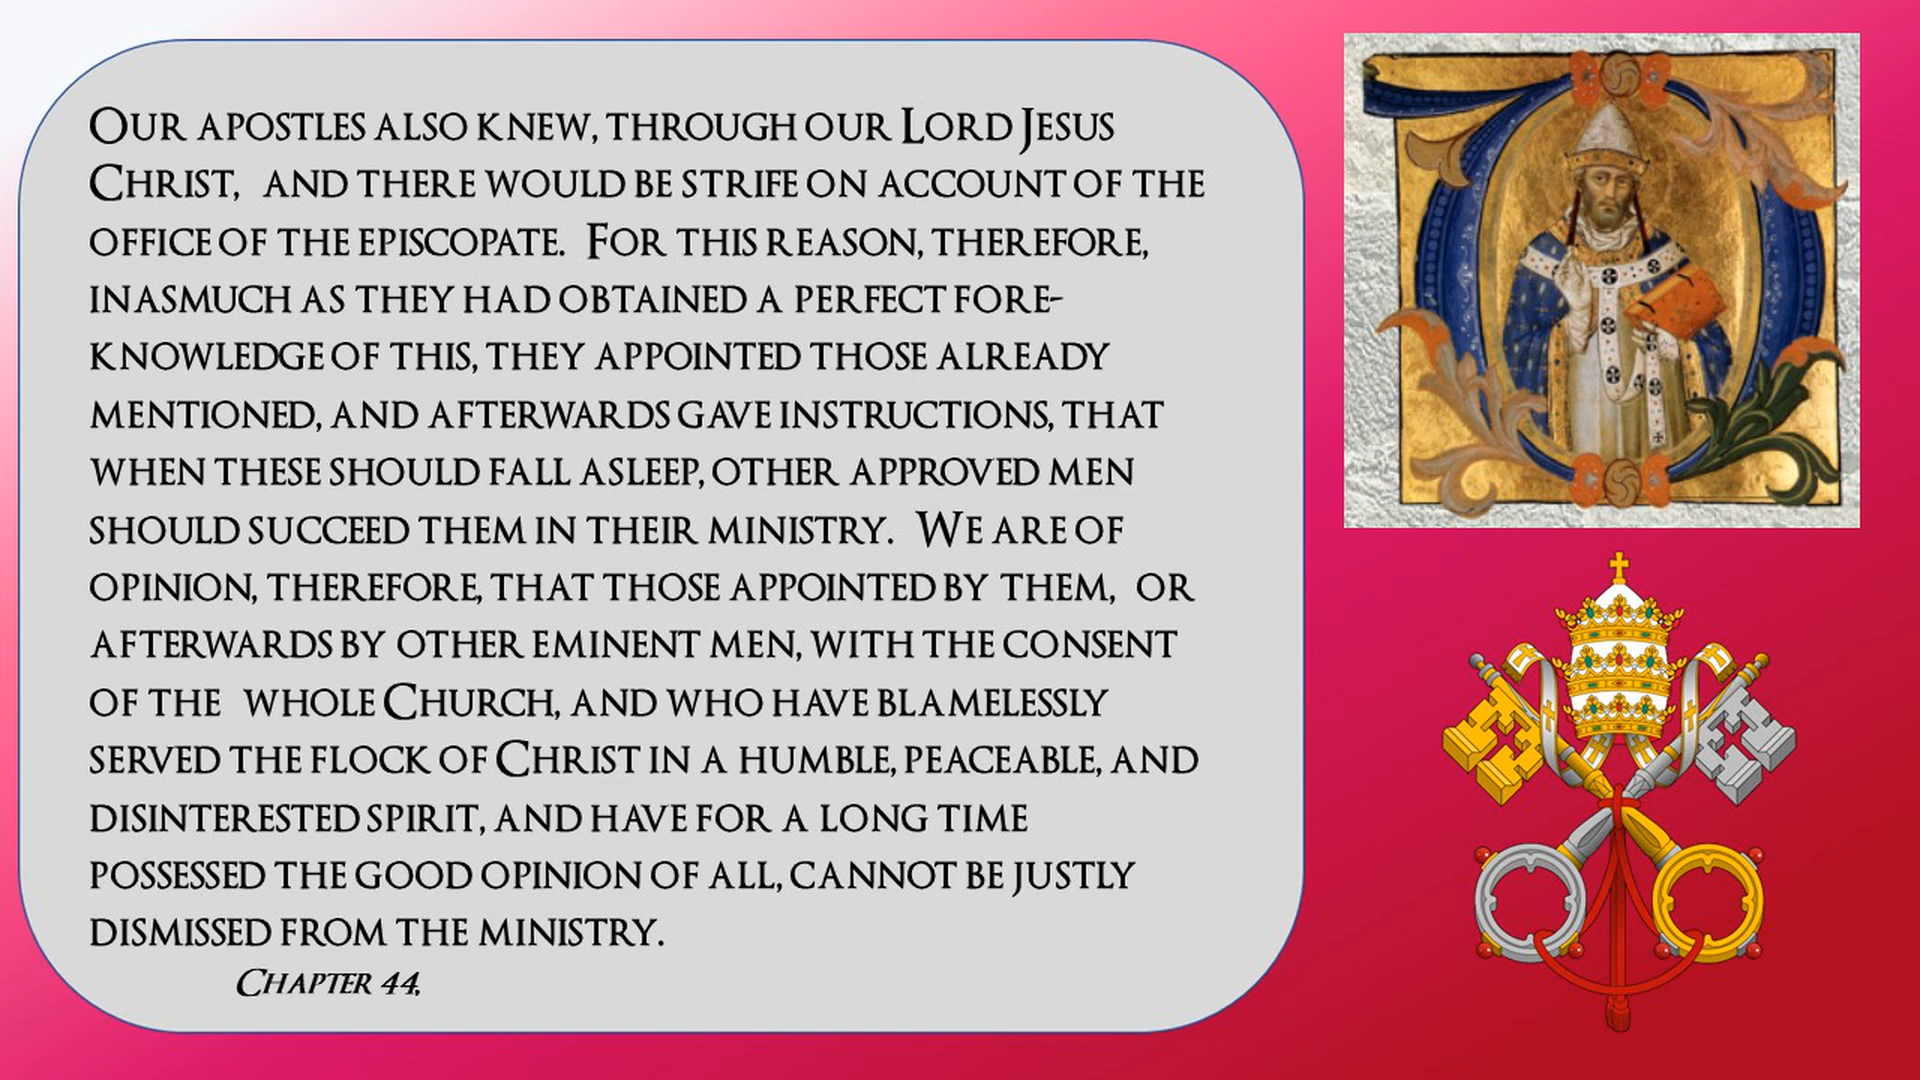 Our apostles also knew, through our Lord Jesus
Christ, and there would be strife on account of the
office of the episcopate. For this reason, therefore,
inasmuch as they had obtained a perfect fore-
knowledge of this, they appointed those already
mentioned, and afterwards gave instructions, that
when these should fall asleep, other approved men
should succeed them in their ministry. We are of
opinion, therefore, that those appointed by them, or
afterwards by other eminent men, with the consent
of the whole Church, and who have blamelessly
served the flock of Christ in a humble, peaceable, and
disinterested spirit, and have for a long time
possessed the good opinion of all, cannot be justly
dismissed from the ministry.
Chapter 44,